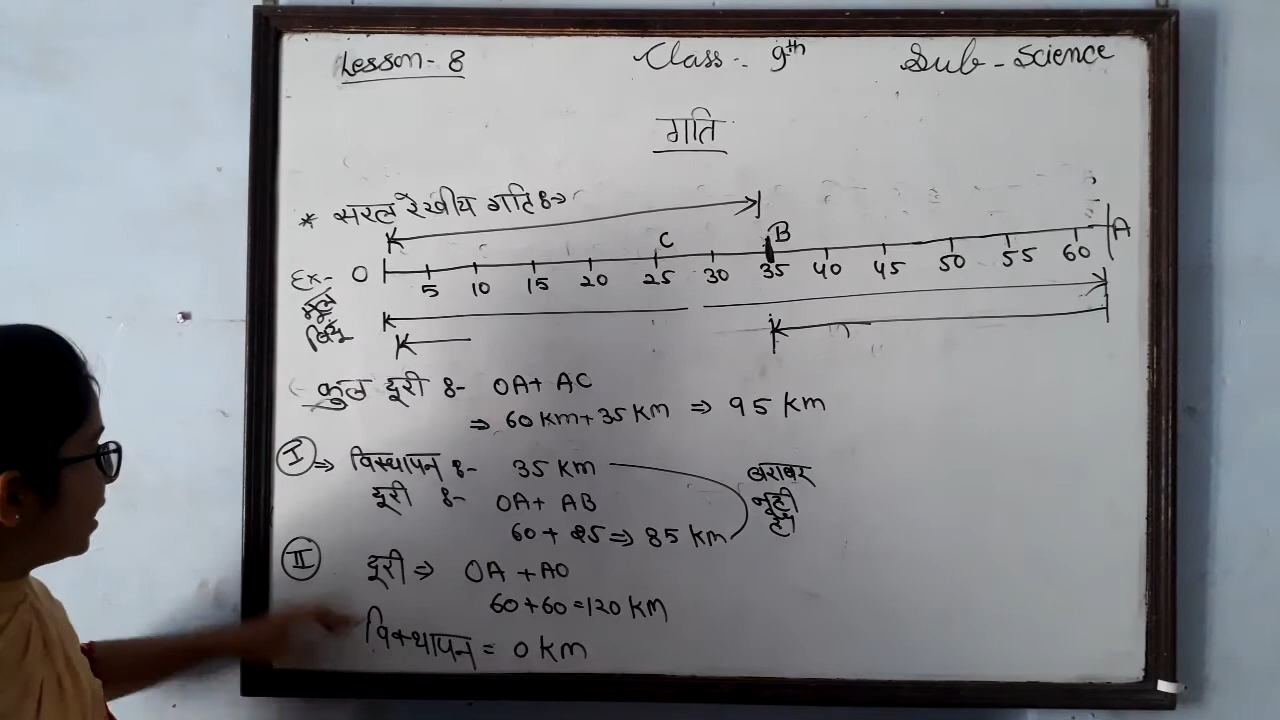 Lesson- 8 Class-. 9th Sub - Science
गति
* सरल रेखीय गति 8→
C B A
Ex- O 5 10 15 20 25 30 35 40 45 50 55 60
मूल
बिंदू
कुल दूरी 8- OA+ AC
⇒ 60 KM+ 35 KM ⇒ 95 KM
I ⇒ विस्थापन 8- 35 KM बराबर
दूरी 8- OA+ AB नही
60 + 25 ⇒ 85 KM है।
II दूरी ⇒ OA + AO
60+60=120 KM
विस्थापन = 0 KM